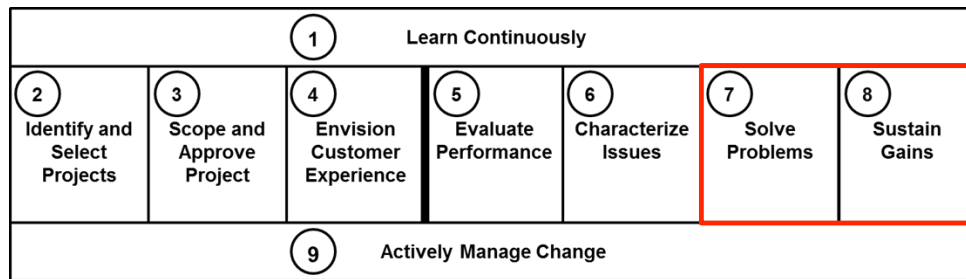 1 Learn Continuously
2
Identify and
Select
Projects
3
Scope and
Approve
Project
4
Envision
Customer
Experience
5
Evaluate
Performance
6
Characterize
Issues
7
Solve
Problems
8
Sustain
Gains
9 Actively Manage Change